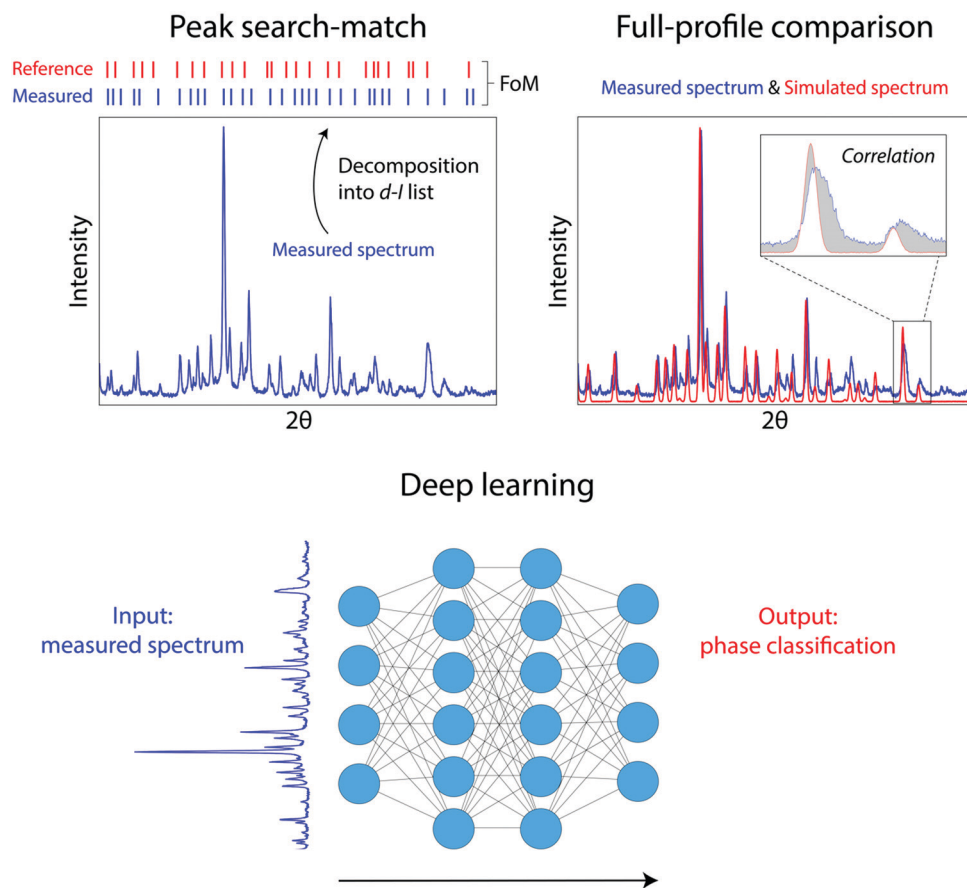 Peak search-match
Reference
Measured
FoM
Decomposition
into d-I list
Measured spectrum
Intensity
2θ
Full-profile comparison
Measured spectrum & Simulated spectrum
Correlation
Intensity
2θ
Deep learning
Input:
measured spectrum
Output:
phase classification